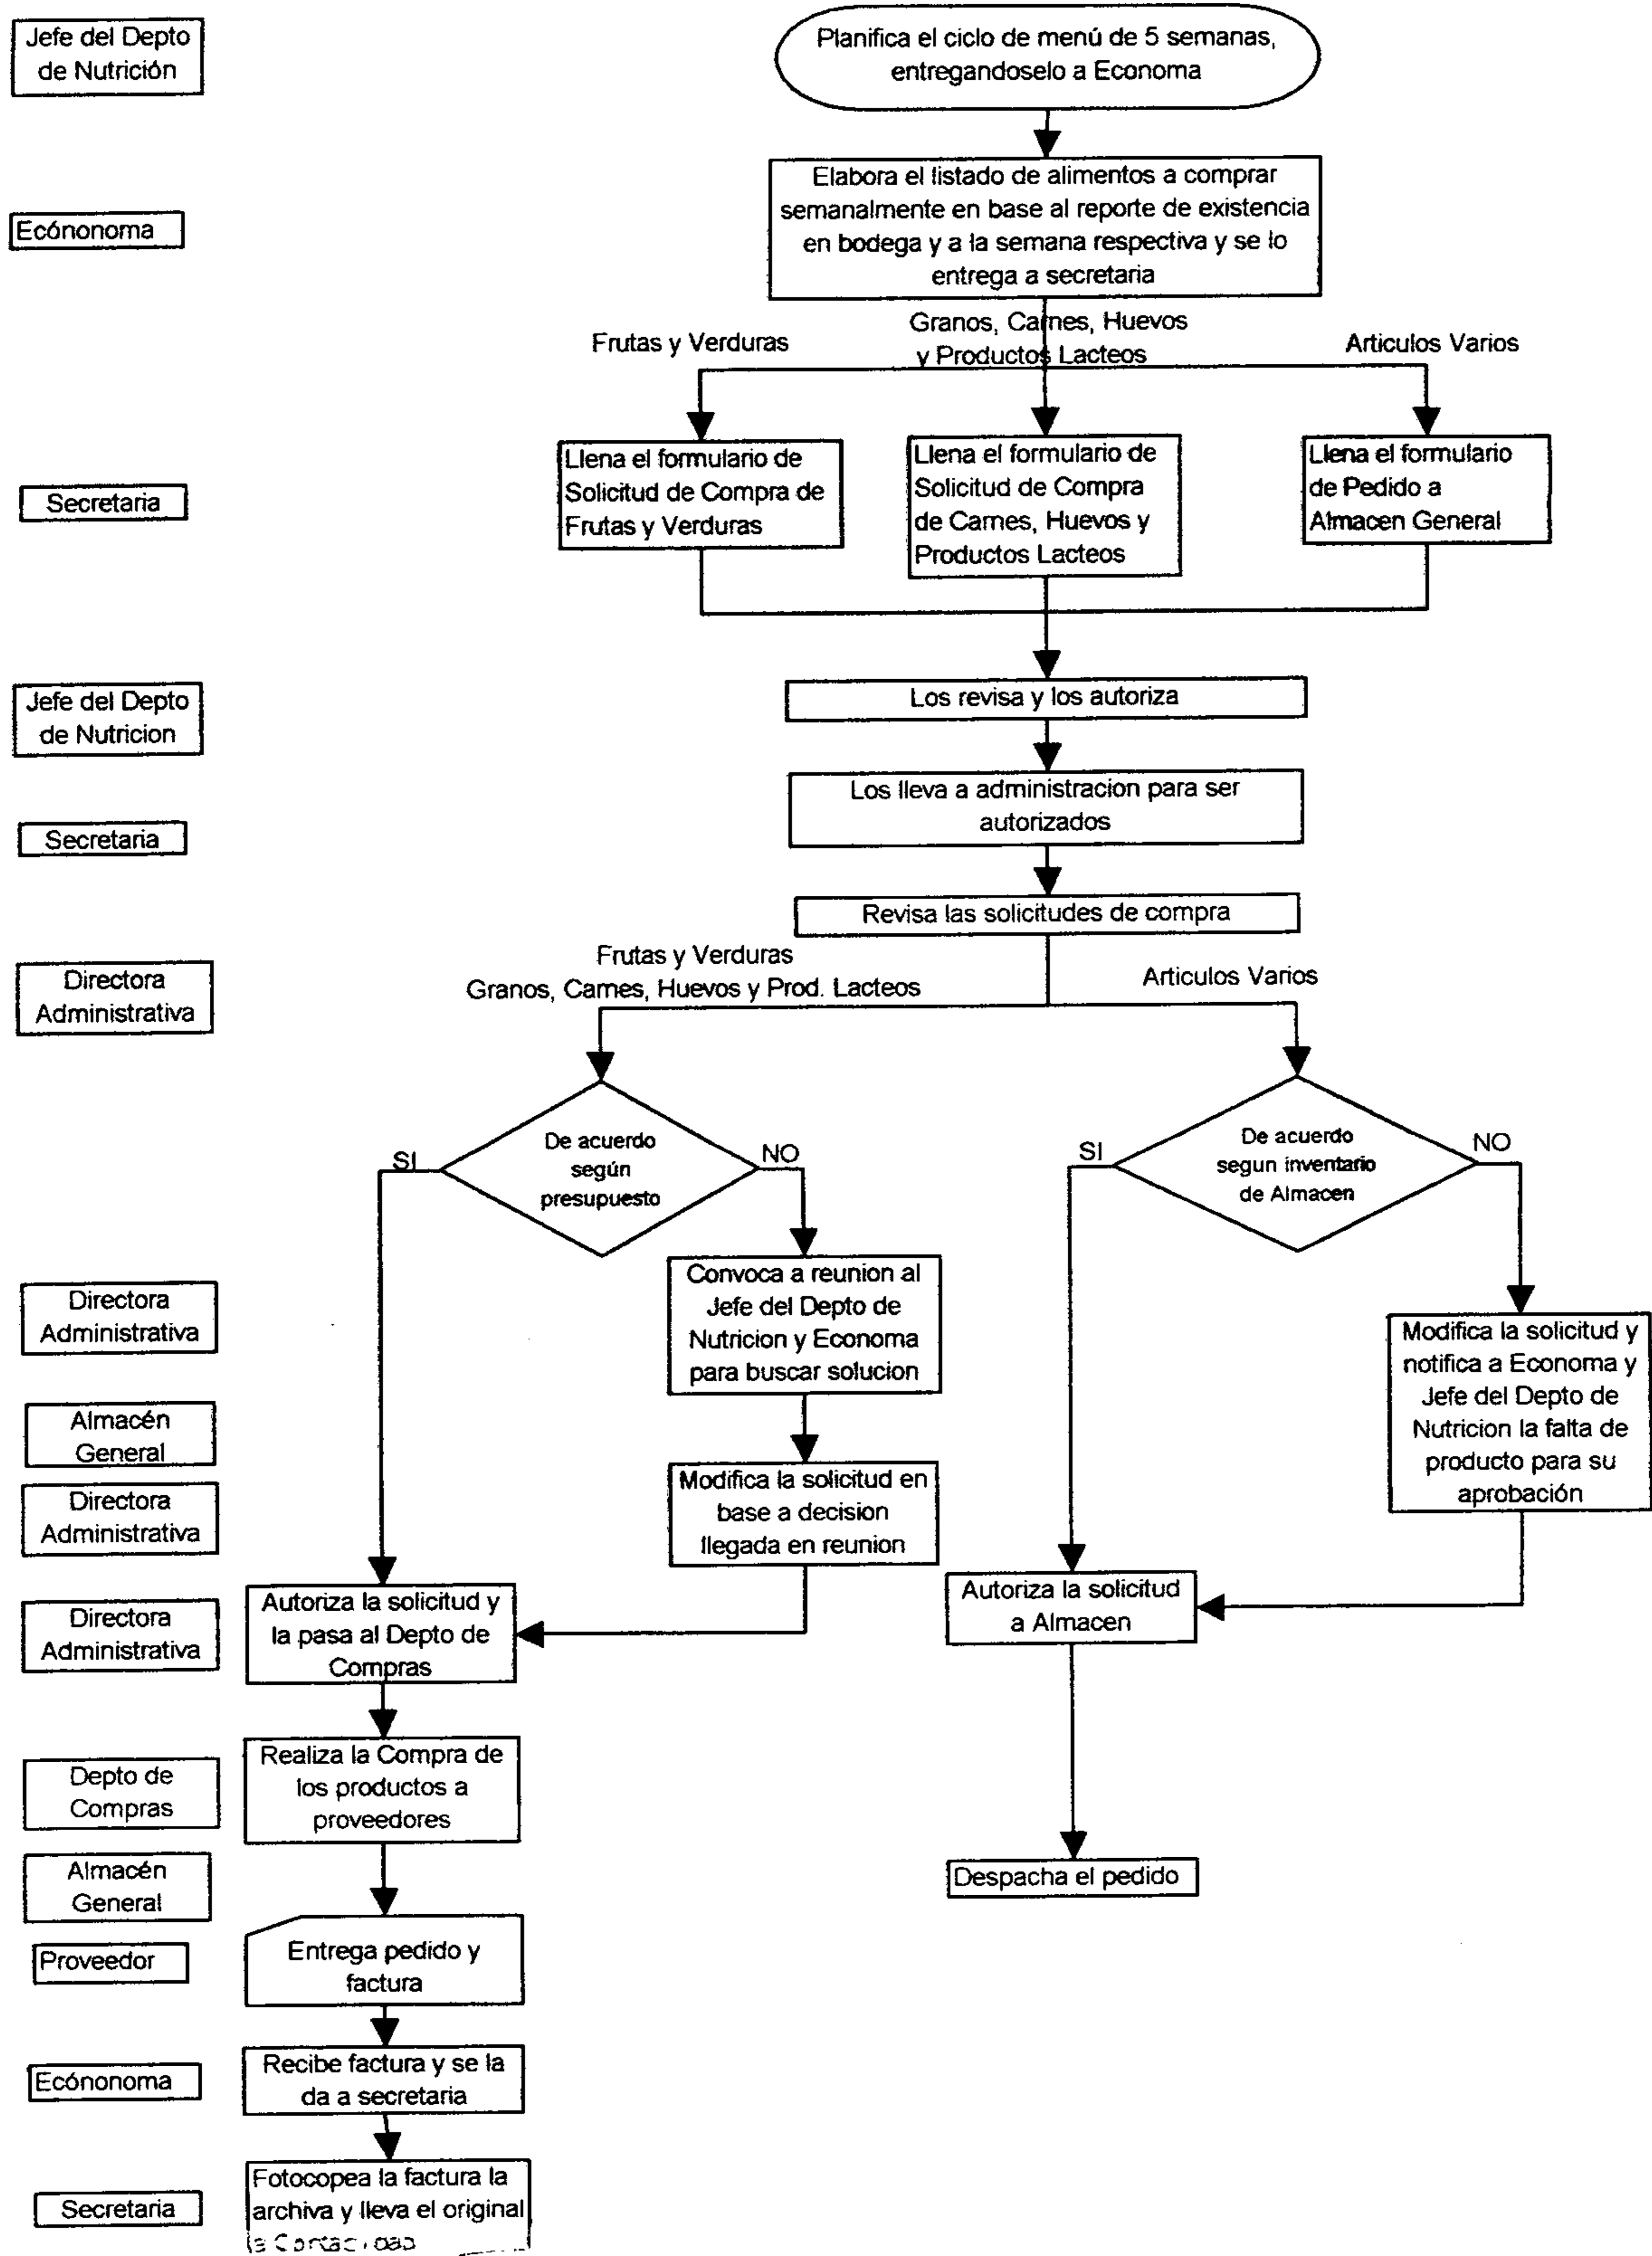 Jefe del Depto
de Nutrición
Planifica el ciclo de menú de 5 semanas,
entregandoselo a Economa
Ecónonoma
Elabora el listado de alimentos a comprar
semanalmente en base al reporte de existencia
en bodega y a la semana respectiva y se lo
entrega a secretaria
Frutas y Verduras
Granos, Carnes, Huevos
y Productos Lacteos
Articulos Varios
Secretaria
Llena el formulario de
Solicitud de Compra de
Frutas y Verduras
Llena el formulario de
Solicitud de Compra
de Carnes, Huevos y
Productos Lacteos
Llena el formulario
de Pedido a
Almacen General
Jefe del Depto
de Nutricion
Los revisa y los autoriza
Secretaria
Los lleva a administracion para ser
autorizados
Revisa las solicitudes de compra
Directora
Administrativa
Frutas y Verduras
Granos, Carnes, Huevos y Prod. Lacteos
Articulos Varios
SI
De acuerdo
según
presupuesto
NO
SI
De acuerdo
segun inventario
de Almacen
NO
Directora
Administrativa
Convoca a reunion al
Jefe del Depto de
Nutricion y Economa
para buscar solucion
Modifica la solicitud y
notifica a Economa y
Jefe del Depto de
Nutricion la falta de
producto para su
aprobación
Almacén
General
Directora
Administrativa
Modifica la solicitud en
base a decision
llegada en reunion
Directora
Administrativa
Autoriza la solicitud y
la pasa al Depto de
Compras
Autoriza la solicitud
a Almacen
Depto de
Compras
Realiza la Compra de
los productos a
proveedores
Almacén
General
Despacha el pedido
Proveedor
Entrega pedido y
factura
Ecónonoma
Recibe factura y se la
da a secretaria
Secretaria
Fotocopea la factura la
archiva y lleva el original